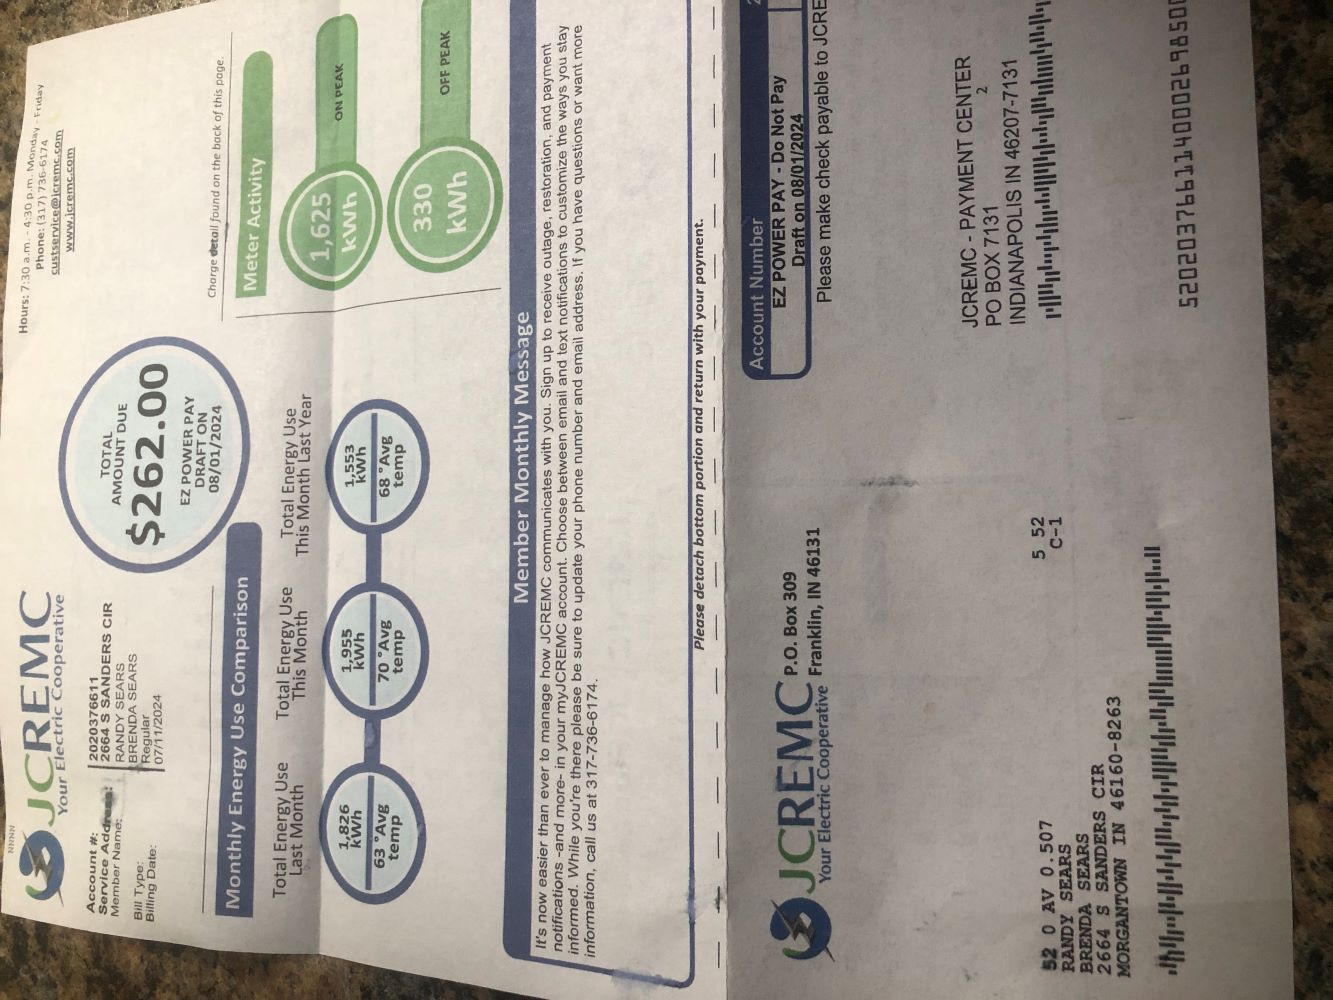 NNNN
JCREMC
Your Electric Cooperative
Hours: 7:30 a.m. - 4:30 p.m. Monday - Friday
Phone: (317) 736-6174
custservice@jcremc.com
www.jcremc.com
Account #: 2020376611
Service Address: 2664 S SANDERS CIR
Member Name: RANDY SEARS
BRENDA SEARS
Bill Type: Regular
Billing Date: 07/11/2024
TOTAL
AMOUNT DUE
$262.00
EZ POWER PAY
DRAFT ON
08/01/2024
Charge detail found on the back of this page.
Monthly Energy Use Comparison
Total Energy Use
Last Month
1,826
kWh
63 °Avg
temp
Total Energy Use
This Month
1,955
kWh
70 °Avg
temp
Total Energy Use
This Month Last Year
1,553
kWh
68 °Avg
temp
Meter Activity
1,625
kWh
ON PEAK
330
kWh
OFF PEAK
Member Monthly Message
It's now easier than ever to manage how JCREMC communicates with you. Sign up to receive outage, restoration, and payment
notifications -and more- in your myJCREMC account. Choose between email and text notifications to customize the ways you stay
informed. While you're there please be sure to update your phone number and email address. If you have questions or want more
information, call us at 317-736-6174.
Please detach bottom portion and return with your payment.
JCREMC
Your Electric Cooperative
P.O. Box 309
Franklin, IN 46131
Account Number 2
EZ POWER PAY - Do Not Pay
Draft on 08/01/2024
Please make check payable to JCRE
JCREMC - PAYMENT CENTER
PO BOX 7131 2
INDIANAPOLIS IN 46207-7131
52 0 AV 0.507 5 52
RANDY SEARS C-1
BRENDA SEARS
2664 S SANDERS CIR
MORGANTOWN IN 46160-8263
520203766114000269850